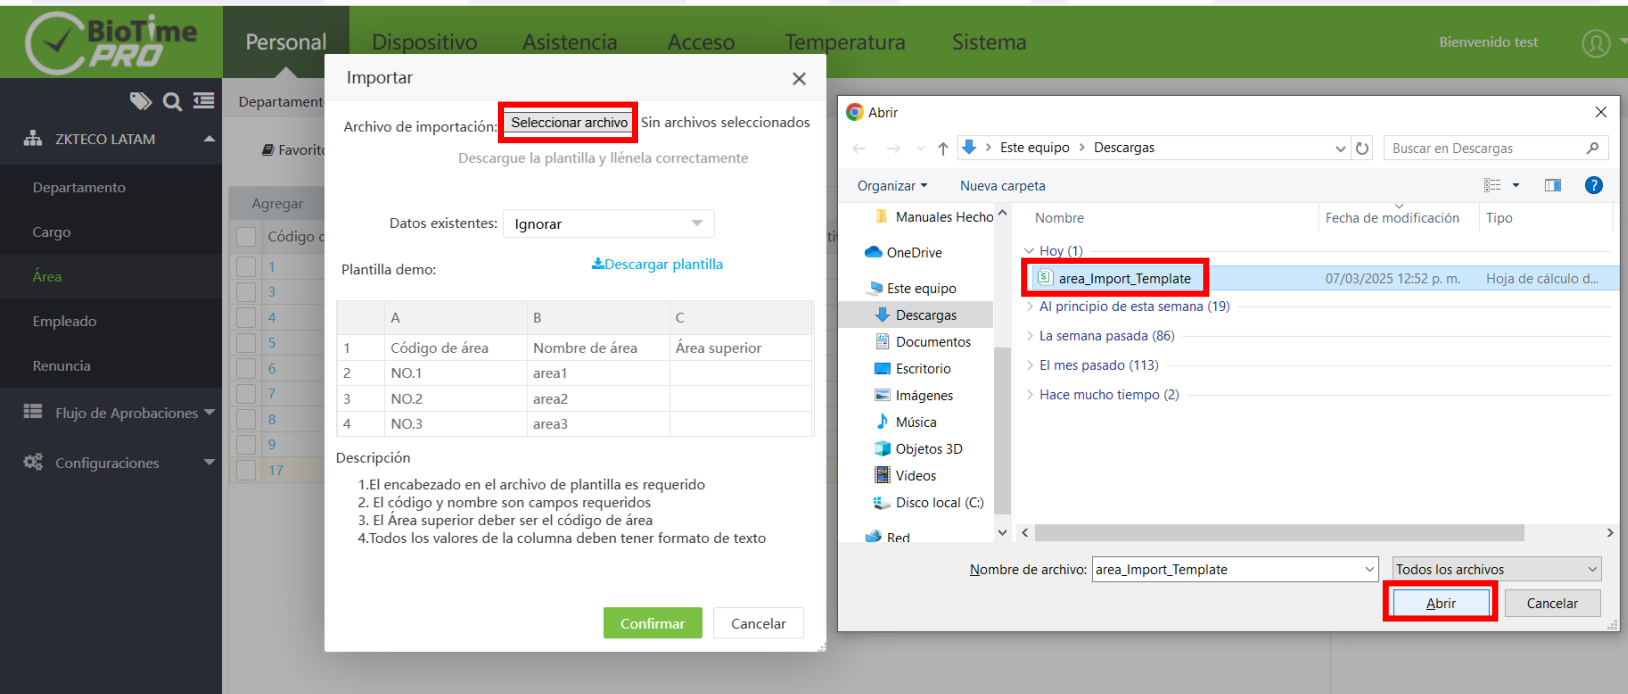 BioTime
PRO
Personal
Dispositivo
Asistencia
Acceso
Temperatura
Sistema
Bienvenido test
ZKTECO LATAM
Departamento
Cargo
Área
Empleado
Renuncia
Flujo de Aprobaciones
Configuraciones
Departament
Favorito
Agregar
Código d
1
3
4
5
6
7
8
9
17
Importar
Archivo de importación: Seleccionar archivo Sin archivos seleccionados
Descargue la plantilla y llénela correctamente
Datos existentes: Ignorar
Plantilla demo: Descargar plantilla
A B C
1 Código de área Nombre de área Área superior
2 NO.1 area1
3 NO.2 area2
4 NO.3 area3
Descripción
1.El encabezado en el archivo de plantilla es requerido
2. El código y nombre son campos requeridos
3. El Área superior deber ser el código de área
4.Todos los valores de la columna deben tener formato de texto
Confirmar Cancelar
Abrir
Este equipo > Descargas
Buscar en Descargas
Organizar Nueva carpeta
Manuales Hecho
OneDrive
Este equipo
Descargas
Documentos
Escritorio
Imágenes
Música
Objetos 3D
Videos
Disco local (C:)
Red
Nombre Fecha de modificación Tipo
Hoy (1)
area_Import_Template 07/03/2025 12:52 p. m. Hoja de cálculo d...
Al principio de esta semana (19)
La semana pasada (86)
El mes pasado (113)
Hace mucho tiempo (2)
Nombre de archivo: area_Import_Template Todos los archivos
Abrir Cancelar